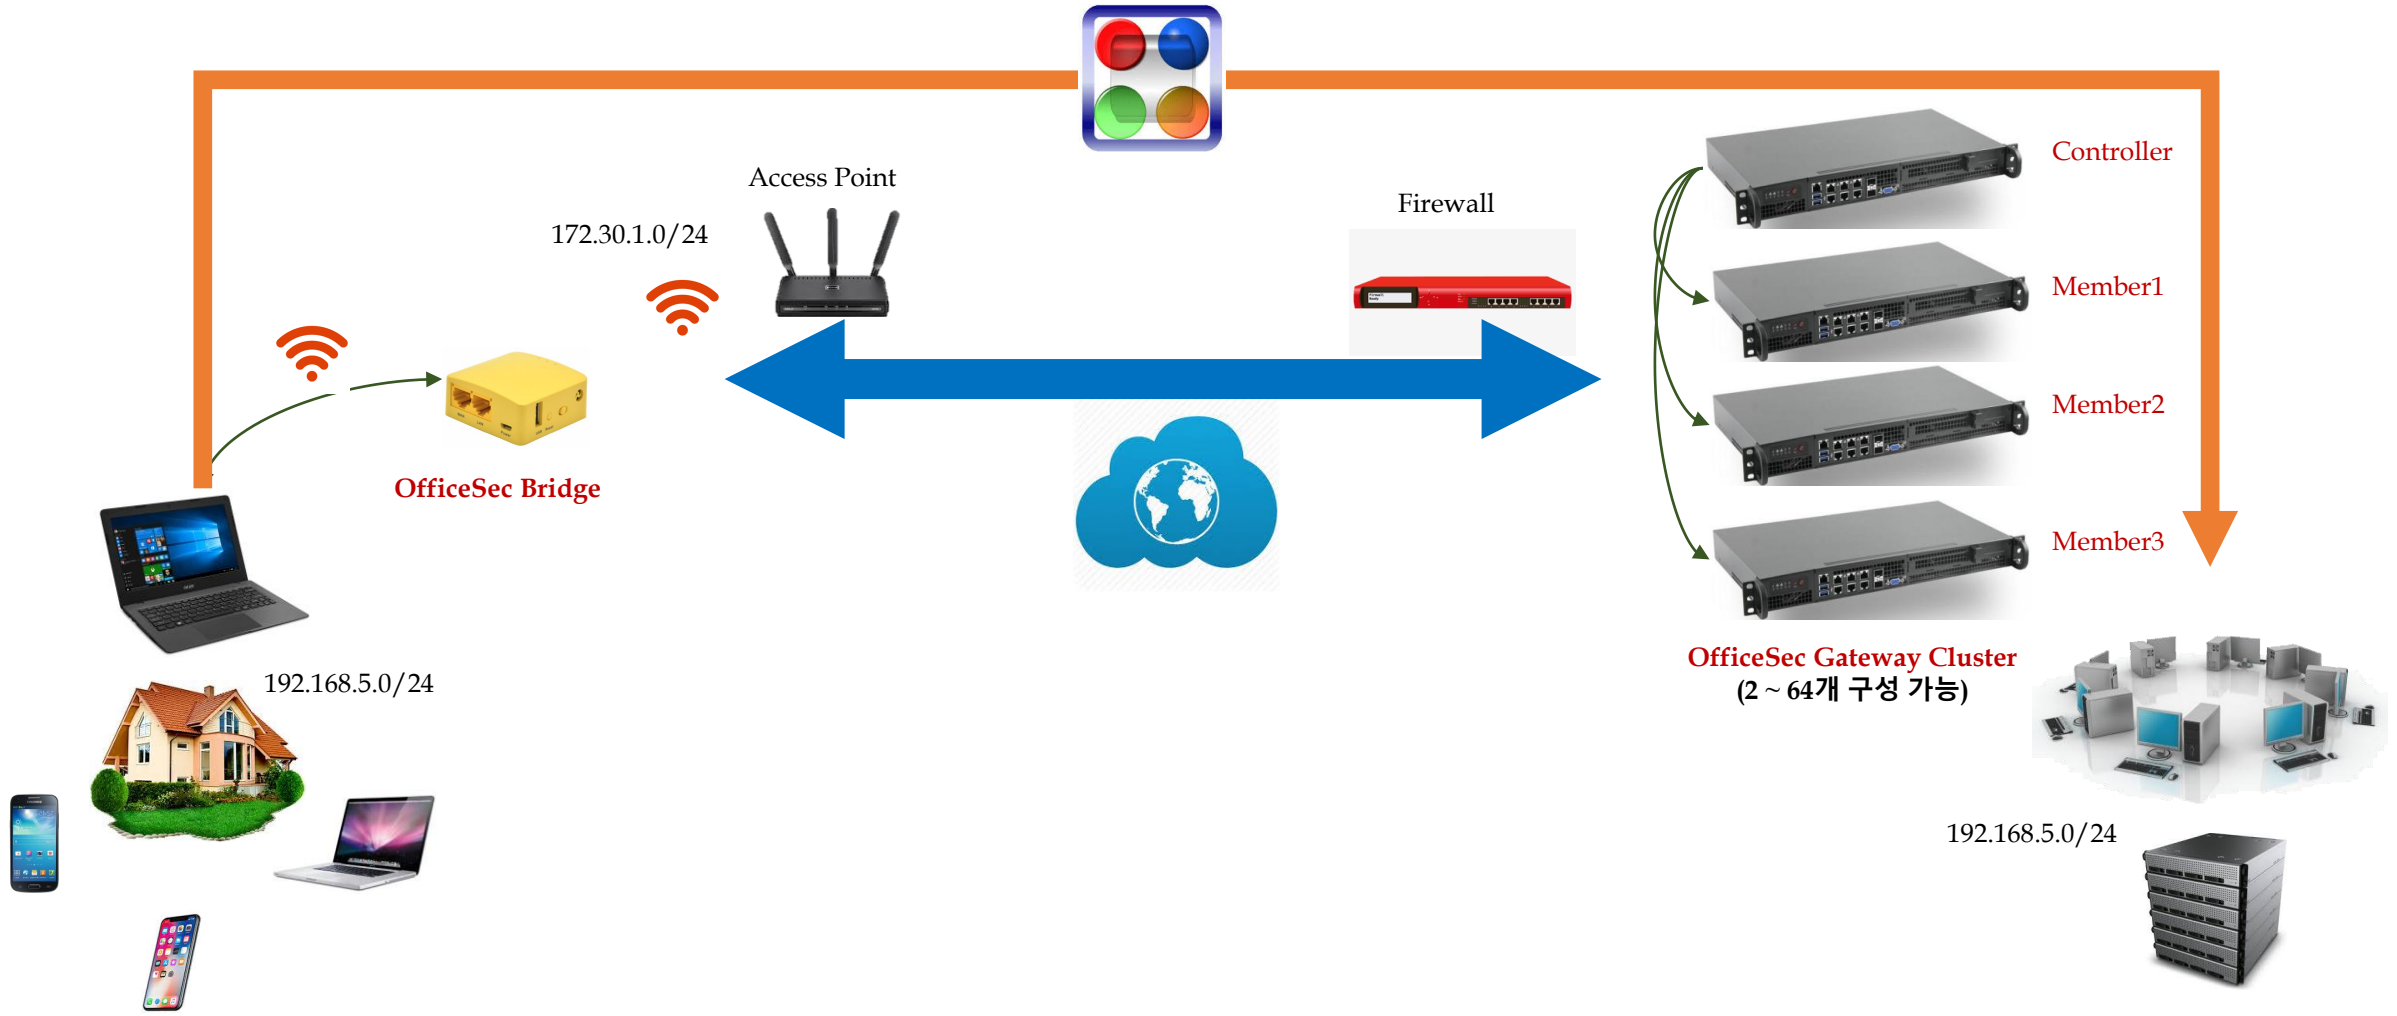 Access Point
172.30.1.0/24
Firewall
Controller
Member1
Member2
Member3
OfficeSec Bridge
192.168.5.0/24
OfficeSec Gateway Cluster
(2 ~ 64개 구성 가능)
192.168.5.0/24